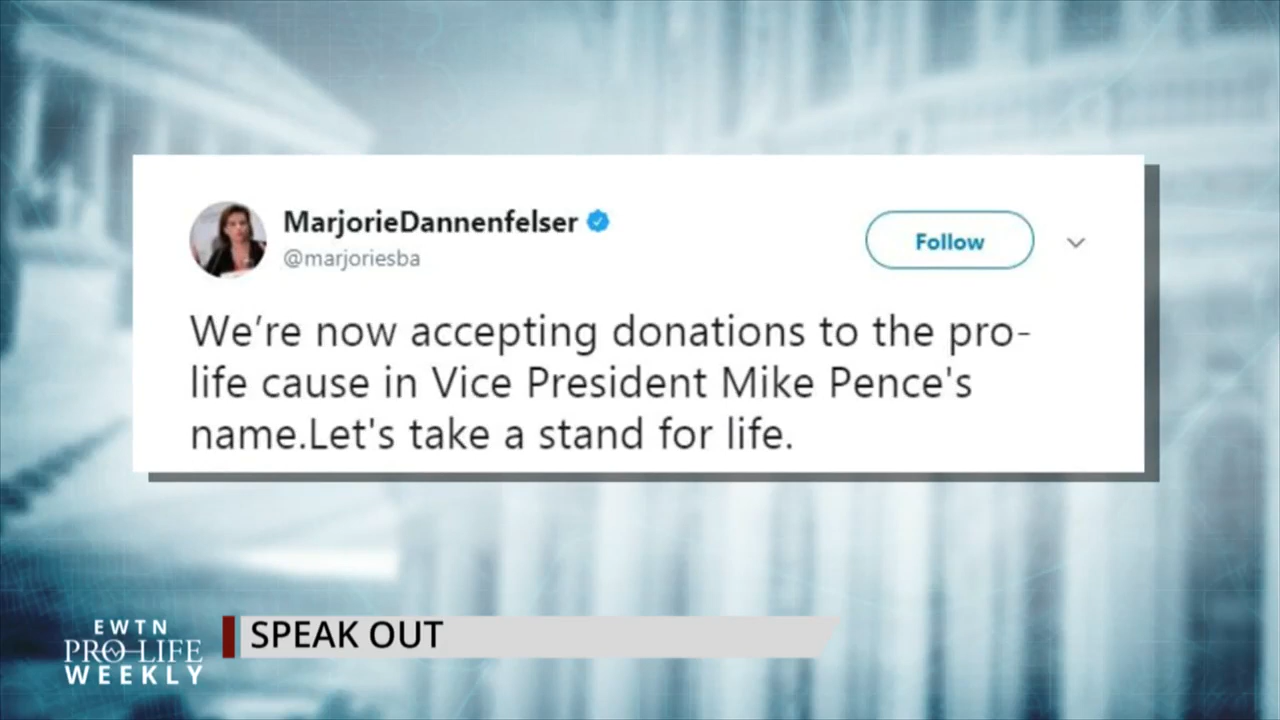 MarjorieDannenfelser
@marjoriesba
Follow
We’re now accepting donations to the pro-
life cause in Vice President Mike Pence's
name.Let's take a stand for life.
EWTN
PRO-LIFE
WEEKLY
SPEAK OUT